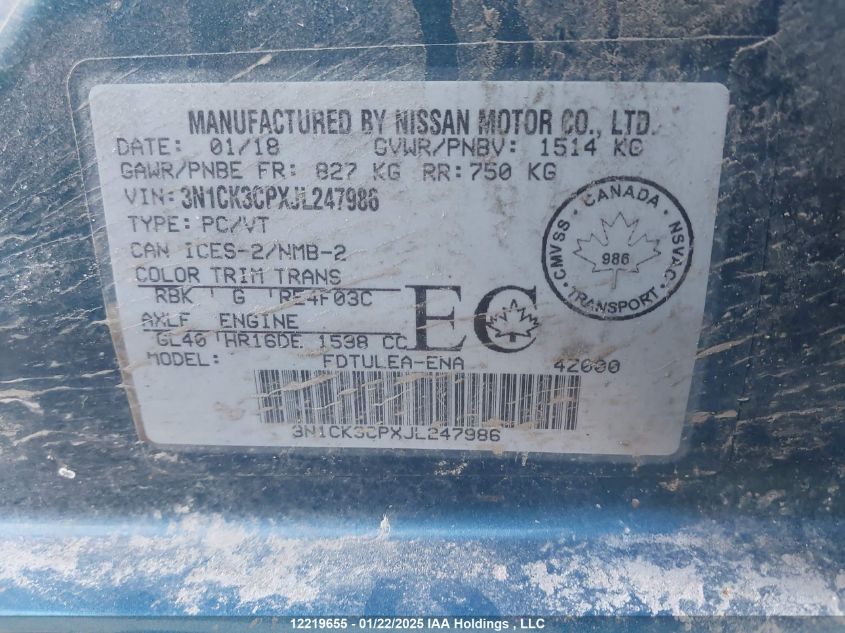 MANUFACTURED BY NISSAN MOTOR CO., LTD.
DATE: 01/18 GVWR/PNBV: 1514 KG
GAWR/PNBE FR: 827 KG RR: 750 KG
VIN: 3N1CK3CPXJL247986
TYPE: PC/VT
CAN ICES-2/NMB-2
COLOR TRIM TRANS
RBK G RE4F03C
AXLE ENGINE
GL40 HR16DE 1598 CC
MODEL: FDTULEA-ENA 42000
EC
CANADA
CMVSS 986 NSVAC
TRANSPORT
3N1CK3CPXJL247986
12219655 - 01/22/2025 IAA Holdings , LLC